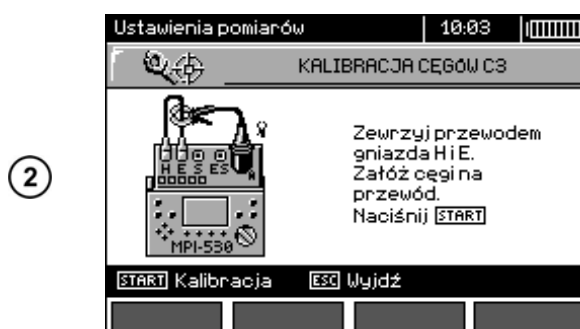 Ustawienia pomiarów 10:03
KALIBRACJA CĘGÓW C3
2
Zewrzyj przewodem
gniazda H i E.
Załóż cęgi na
przewód.
Naciśnij START
H E S ES
A
MPI-530
START Kalibracja ESC Wyjdź